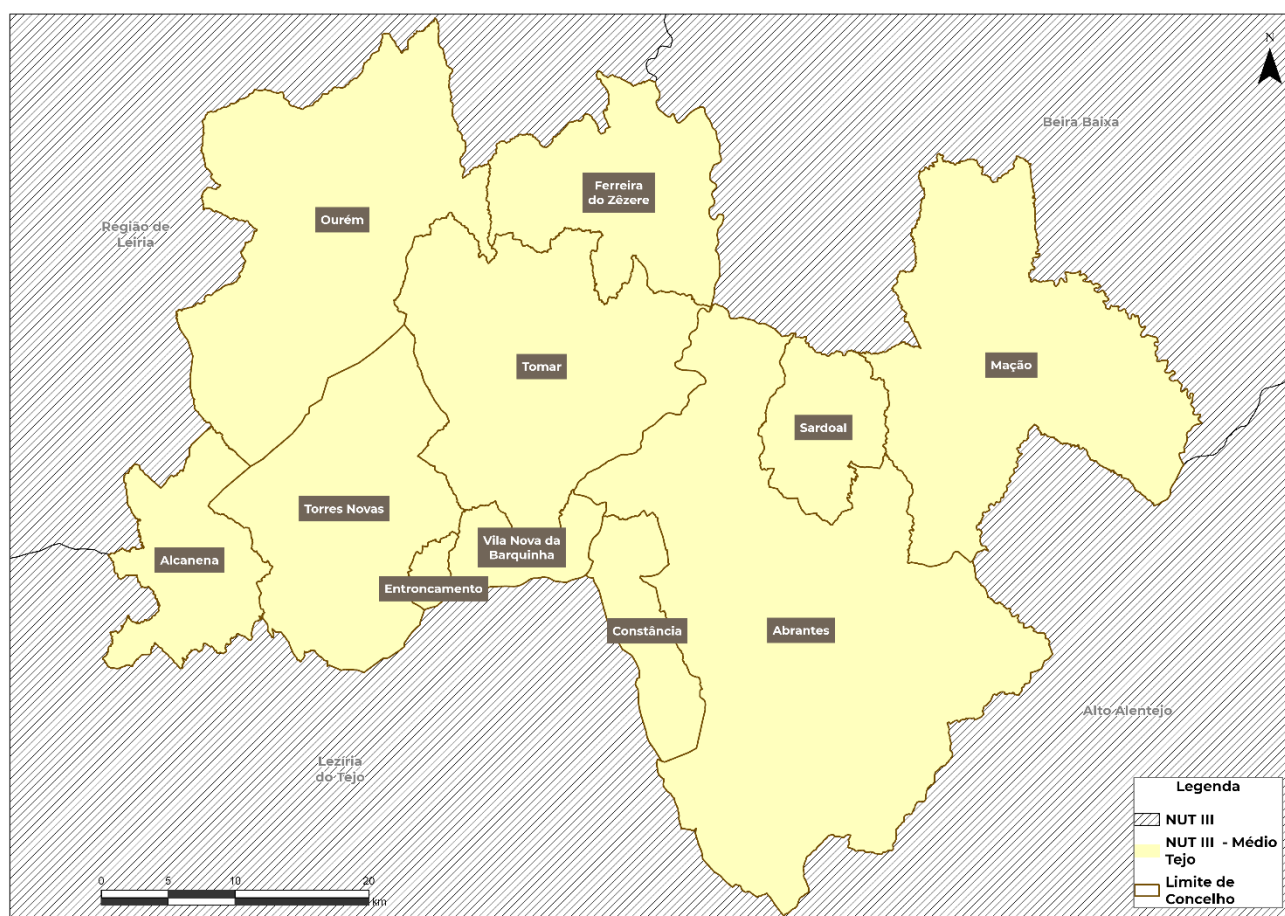 N
Beira Baixa
Ferreira
do Zêzere
Ourém
Região de
Leiria
Tomar
Mação
Sardoal
Torres Novas
Vila Nova da
Barquinha
Alcanena
Entroncamento
Constância
Abrantes
Alto Alentejo
Lezíria
do Tejo
Legenda
NUT III
NUT III - Médio
Tejo
Limite de
Concelho
0 5 10 20
km